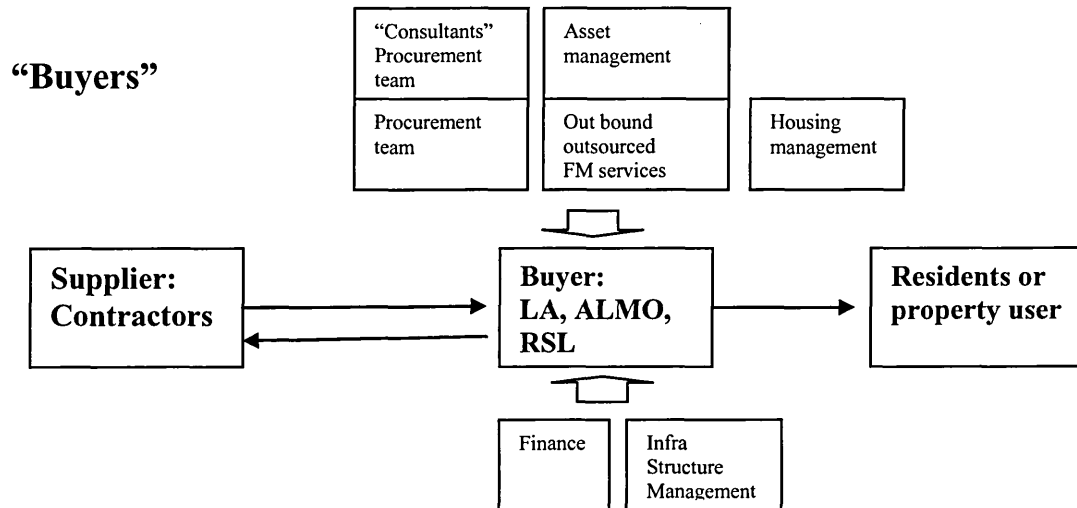 “Buyers”
“Consultants”
Procurement
team
Asset
management
Procurement
team
Out bound
outsourced
FM services
Housing
management
Supplier:
Contractors
Buyer:
LA, ALMO,
RSL
Residents or
property user
Finance
Infra
Structure
Management